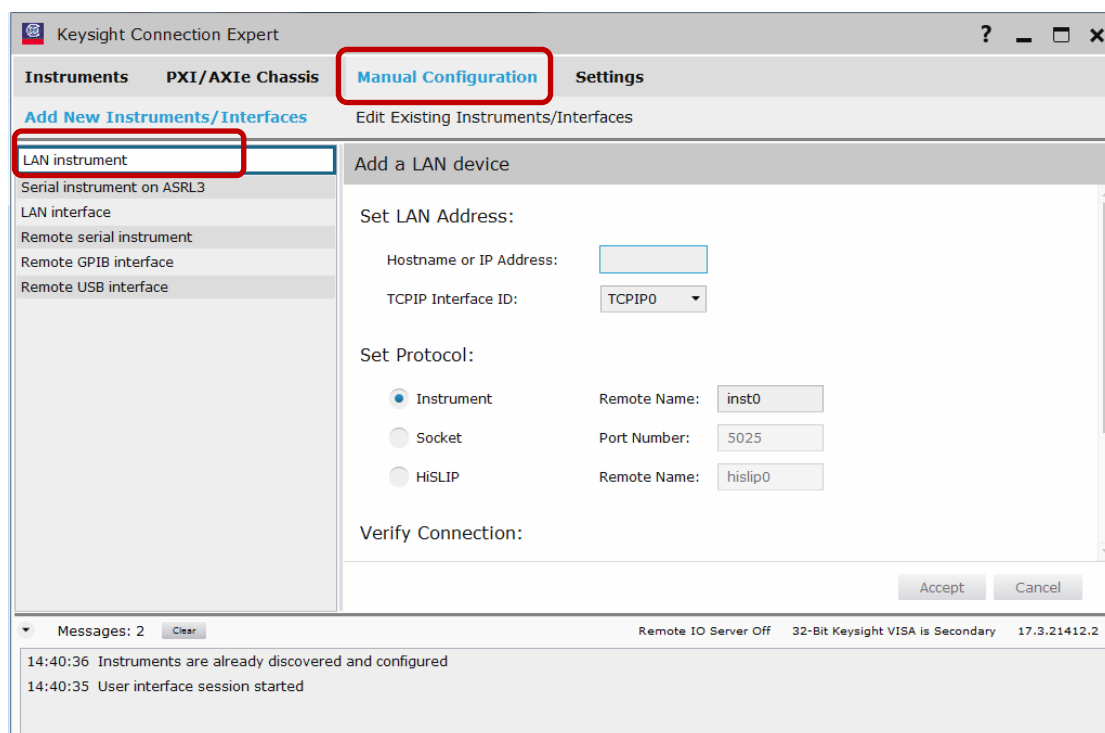 Keysight Connection Expert ?
Instruments PXI/AXIe Chassis Manual Configuration Settings
Add New Instruments/Interfaces Edit Existing Instruments/Interfaces
LAN instrument
Serial instrument on ASRL3
LAN interface
Remote serial instrument
Remote GPIB interface
Remote USB interface
Add a LAN device
Set LAN Address:
Hostname or IP Address:
TCPIP Interface ID: TCPIP0
Set Protocol:
Instrument Remote Name: inst0
Socket Port Number: 5025
HiSLIP Remote Name: hislip0
Verify Connection:
Accept Cancel
Messages: 2 Clear Remote IO Server Off 32-Bit Keysight VISA is Secondary 17.3.21412.2
14:40:36 Instruments are already discovered and configured
14:40:35 User interface session started